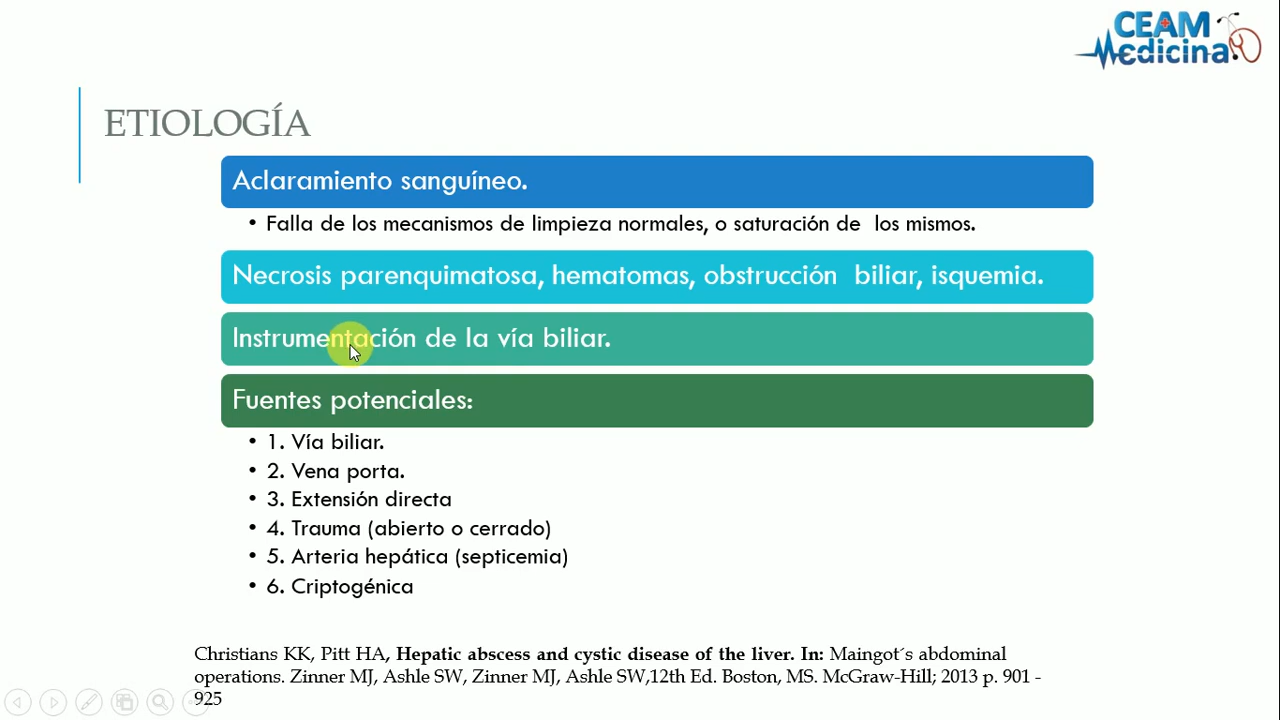 CEAM
Medicina
ETIOLOGÍA
Aclaramiento sanguíneo.
• Falla de los mecanismos de limpieza normales, o saturación de los mismos.
Necrosis parenquimatosa, hematomas, obstrucción biliar, isquemia.
Instrumentación de la vía biliar.
Fuentes potenciales:
• 1. Vía biliar.
• 2. Vena porta.
• 3. Extensión directa
• 4. Trauma (abierto o cerrado)
• 5. Arteria hepática (septicemia)
• 6. Criptogénica
Christians KK, Pitt HA, Hepatic abscess and cystic disease of the liver. In: Maingot´s abdominal
operations. Zinner MJ, Ashle SW, Zinner MJ, Ashle SW,12th Ed. Boston, MS. McGraw-Hill; 2013 p. 901 -
925